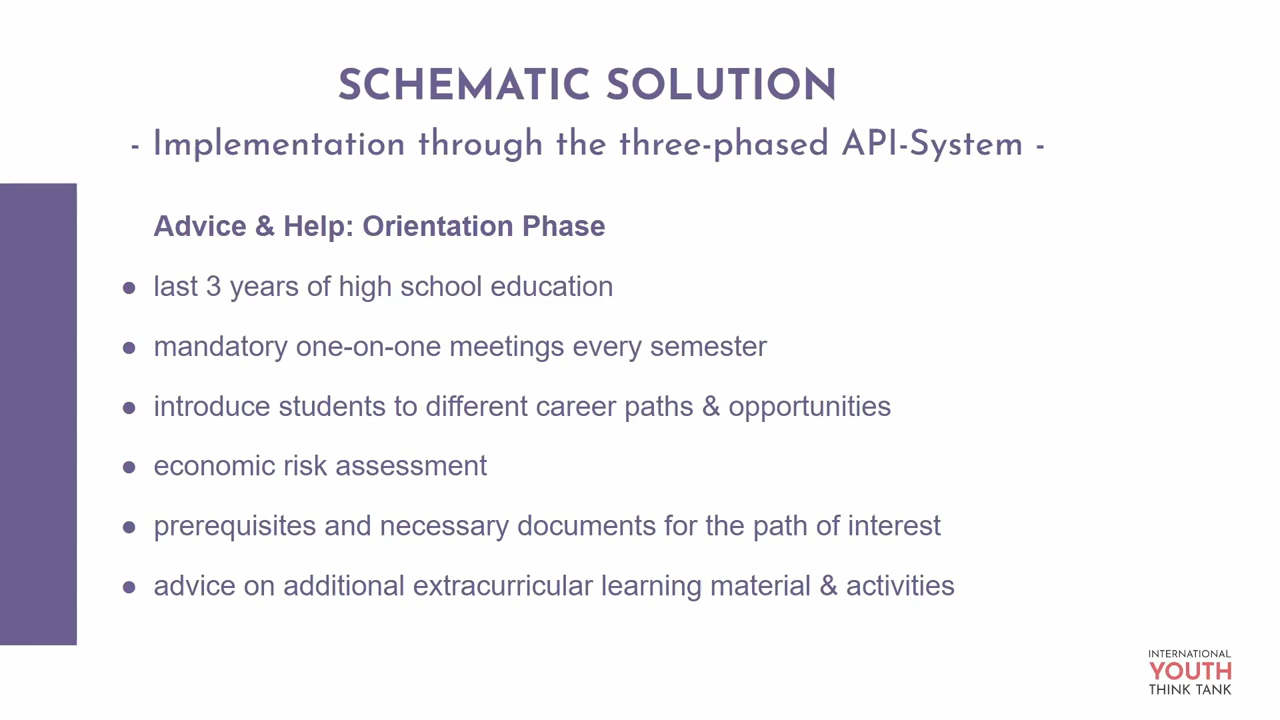 SCHEMATIC SOLUTION
- Implementation through the three-phased API-System -
Advice & Help: Orientation Phase
● last 3 years of high school education
● mandatory one-on-one meetings every semester
● introduce students to different career paths & opportunities
● economic risk assessment
● prerequisites and necessary documents for the path of interest
● advice on additional extracurricular learning material & activities
INTERNATIONAL
YOUTH
THINK TANK